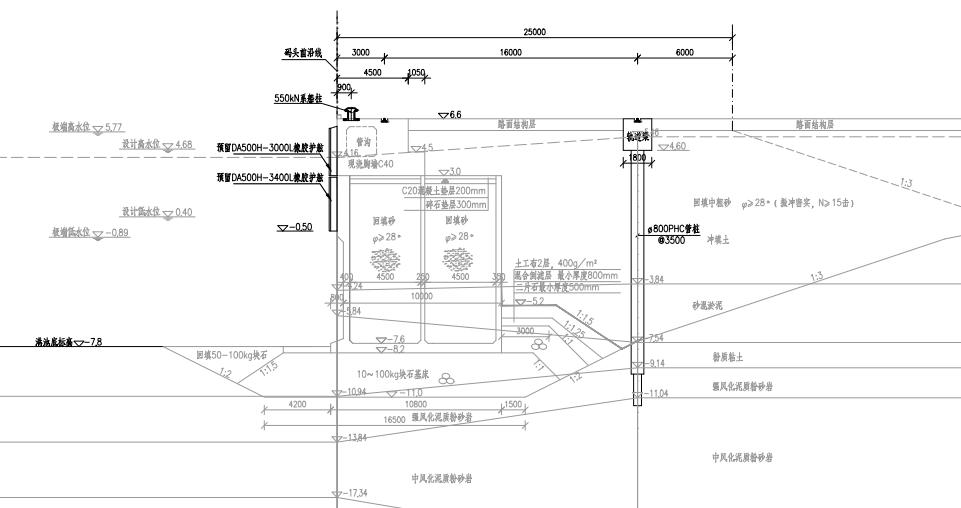 25000
码头前沿线
3000
16000
6000
4500
1050
900
550kN系船柱
6.6
极端高水位 5.77
路面结构层
路面结构层
设计高水位 4.68
管沟
轨道梁
预留DA500H-3000L橡胶护舷
4.16
4.5
4.60
现浇胸墙C40
1800
3.0
预留DA500H-3400L橡胶护舷
C20混凝土垫层200mm
碎石垫层300mm
1:3
回填中粗砂 φ≥28°(振冲密实，N≥15击)
设计低水位 0.40
回填砂
回填砂
-0.50
φ≥28°
φ≥28°
ø800PHC管桩
@3500
冲填土
极端低水位 -0.89
土工布2层，400g/m²
混合倒滤层 最小厚度800mm
二片石最小厚度500mm
400
4500
250
4500
350
-3.84
1:3
800
10000
-5.2
砂混淤泥
-5.84
1:1.5
1:1.25
1:1
3000
港池底标高 -7.8
-7.6
-8.2
-7.54
回填50-100kg块石
1:1.5
1:2
粉质粘土
-9.14
10~100kg块石基床
1:1
1:1
强风化泥质粉砂岩
-10.94
-11.0
-11.04
4200
10800
1500
16500
强风化泥质粉砂岩
-13.84
中风化泥质粉砂岩
中风化泥质粉砂岩
-17.34